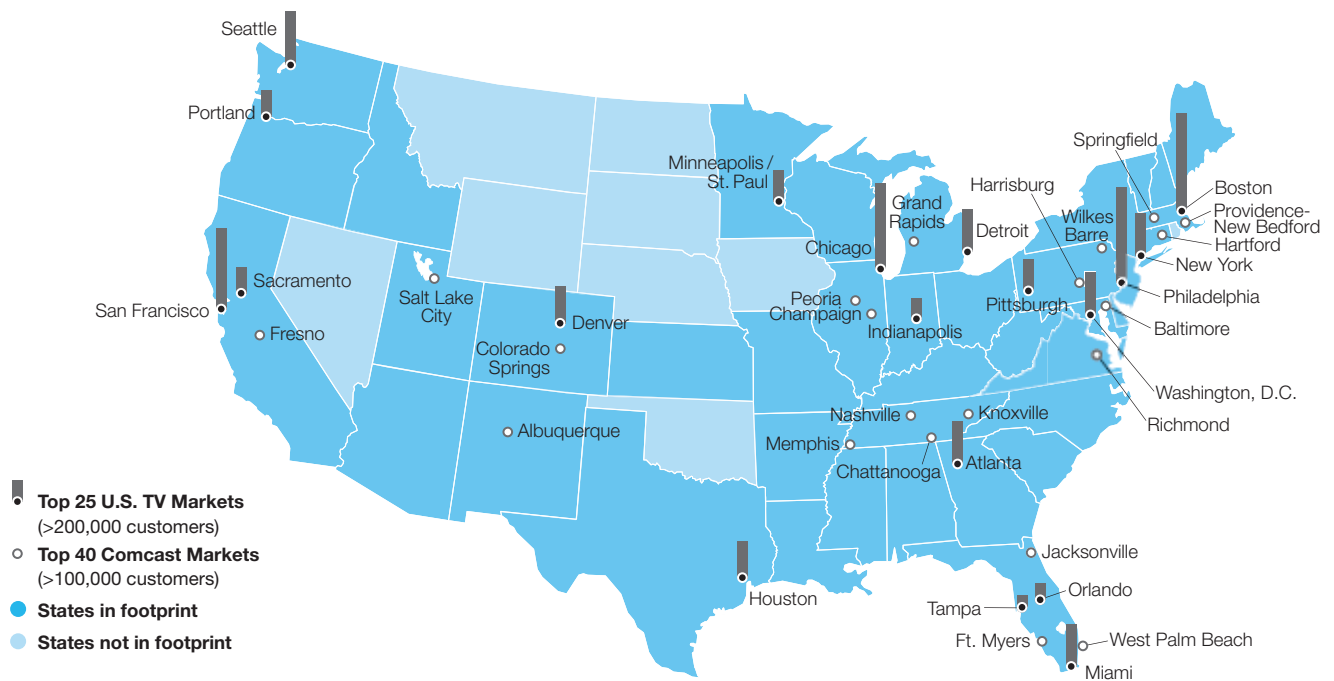 Seattle
Portland
Minneapolis /
St. Paul
Springfield
Harrisburg
Boston
Grand
Rapids
Wilkes
Barre
Providence-
New Bedford
Detroit
Chicago
Hartford
New York
Sacramento
San Francisco
Salt Lake
City
Peoria
Champaign
Pittsburgh
Philadelphia
Denver
Indianapolis
Baltimore
Fresno
Colorado
Springs
Washington, D.C.
Nashville
Knoxville
Richmond
Albuquerque
Memphis
Chattanooga
Atlanta
Top 25 U.S. TV Markets
(>200,000 customers)
Top 40 Comcast Markets
(>100,000 customers)
States in footprint
States not in footprint
Jacksonville
Houston
Orlando
Tampa
Ft. Myers
West Palm Beach
Miami